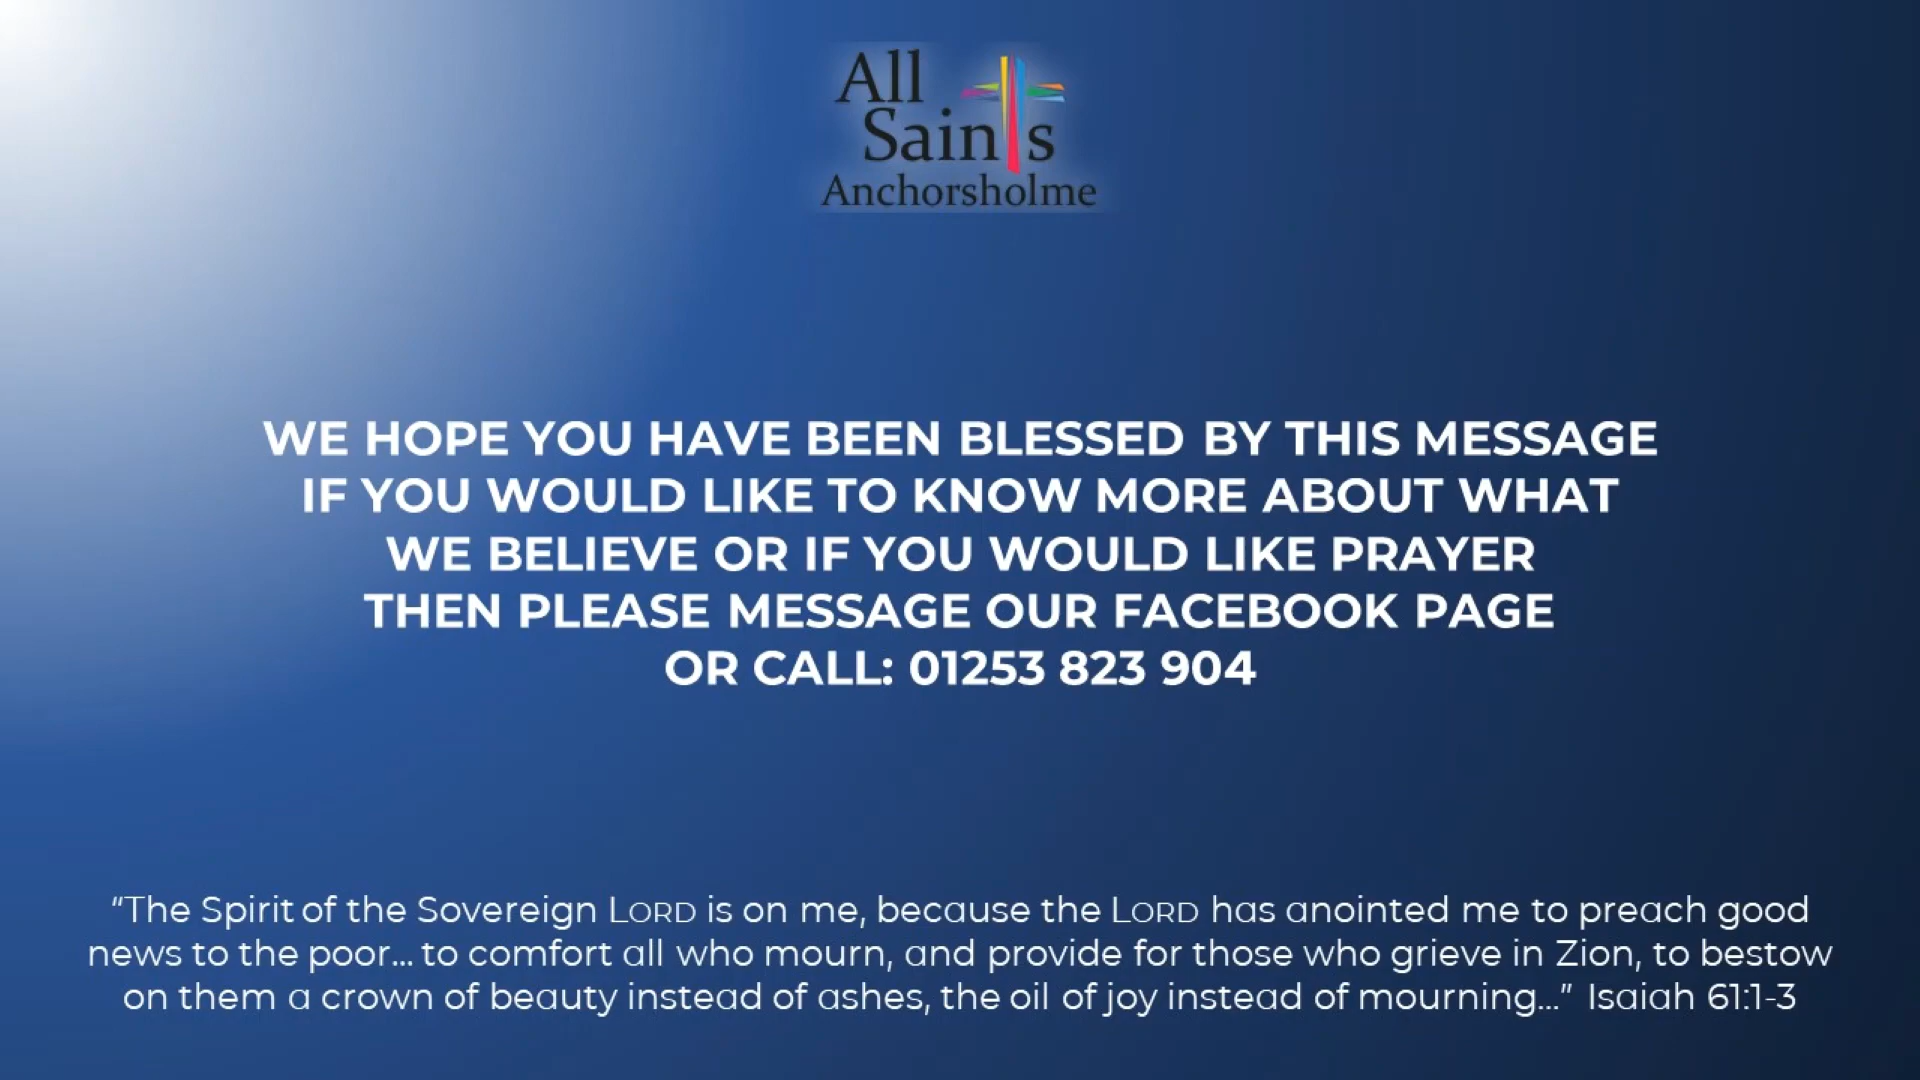 All
Saints
Anchorsholme
WE HOPE YOU HAVE BEEN BLESSED BY THIS MESSAGE
IF YOU WOULD LIKE TO KNOW MORE ABOUT WHAT
WE BELIEVE OR IF YOU WOULD LIKE PRAYER
THEN PLEASE MESSAGE OUR FACEBOOK PAGE
OR CALL: 01253 823 904
“The Spirit of the Sovereign LORD is on me, because the LORD has anointed me to preach good
news to the poor... to comfort all who mourn, and provide for those who grieve in Zion, to bestow
on them a crown of beauty instead of ashes, the oil of joy instead of mourning...” Isaiah 61:1-3